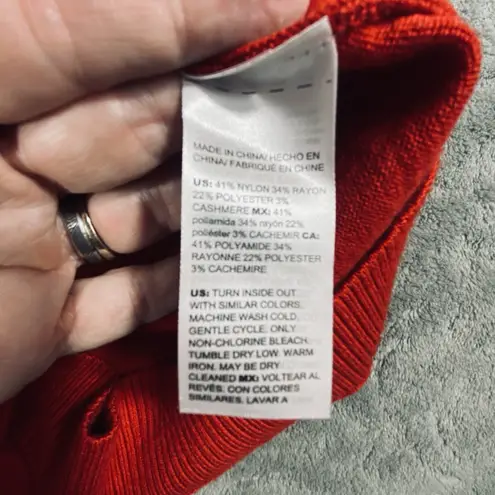 MADE IN CHINA/ HECHO EN
CHINA/ FABRIQUÉ EN CHINE
US: 41% NYLON 34% RAYON
22% POLYESTER 3%
CASHMERE MX: 41%
poliamida 34% rayón 22%
poliéster 3% CACHEMIR CA:
41% POLYAMIDE 34%
RAYONNE 22% POLYESTER
3% CACHEMIRE
US: TURN INSIDE OUT.
WITH SIMILAR COLORS.
MACHINE WASH COLD,
GENTLE CYCLE. ONLY
NON-CHLORINE BLEACH.
TUMBLE DRY LOW. WARM
IRON. MAY BE DRY
CLEANED MX: VOLTEAR AL
REVÉS. CON COLORES
SIMILARES. LAVAR A